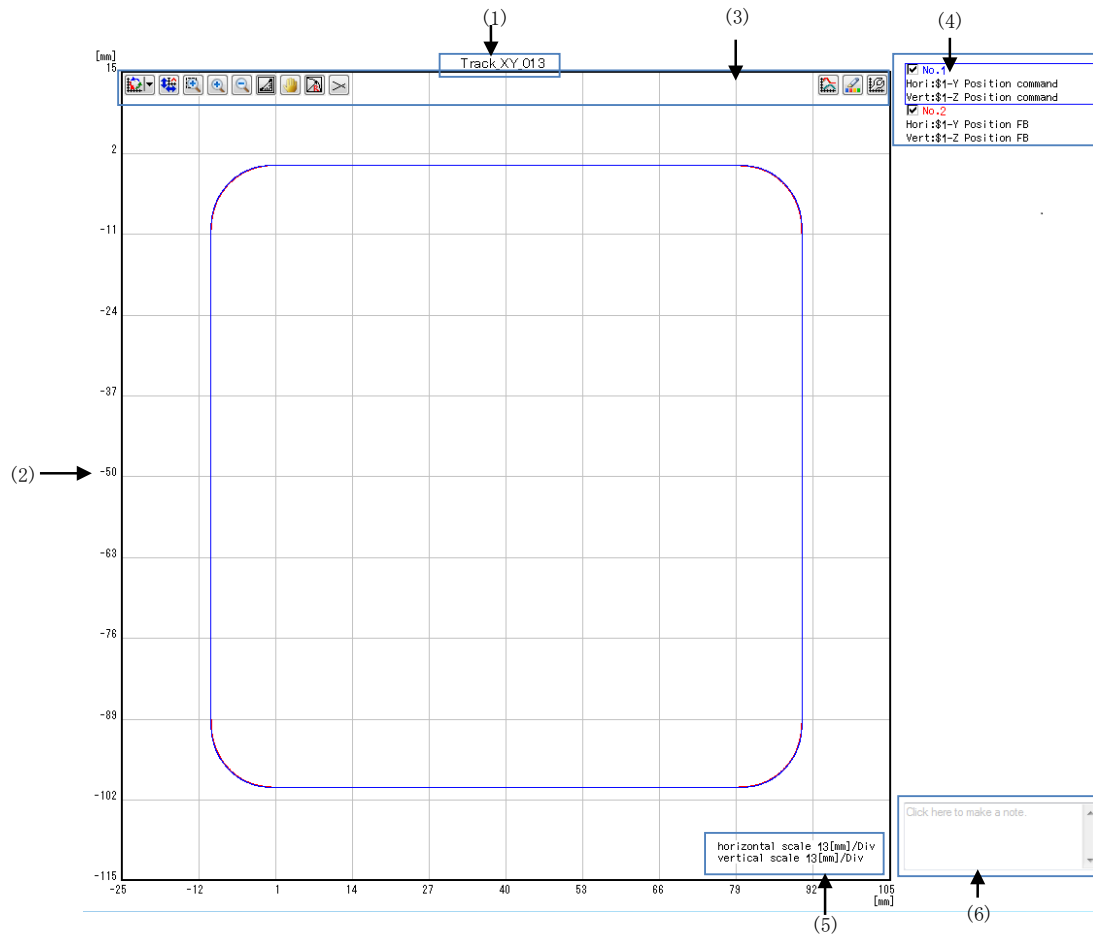 (1)
(3)
(4)
[mm]
Track_XY_013
15
No.1
Hori:$1-Y Position command
Vert:$1-Z Position command
No.2
Hori:$1-Y Position FB
Vert:$1-Z Position FB
2
-11
-24
-37
(2)
-50
-63
-76
-89
-102
Click here to make a note.
horizontal scale 13[mm]/Div
vertical scale 13[mm]/Div
-115
-25 -12 1 14 27 40 53 66 79 92 105
[mm]
(5)
(6)